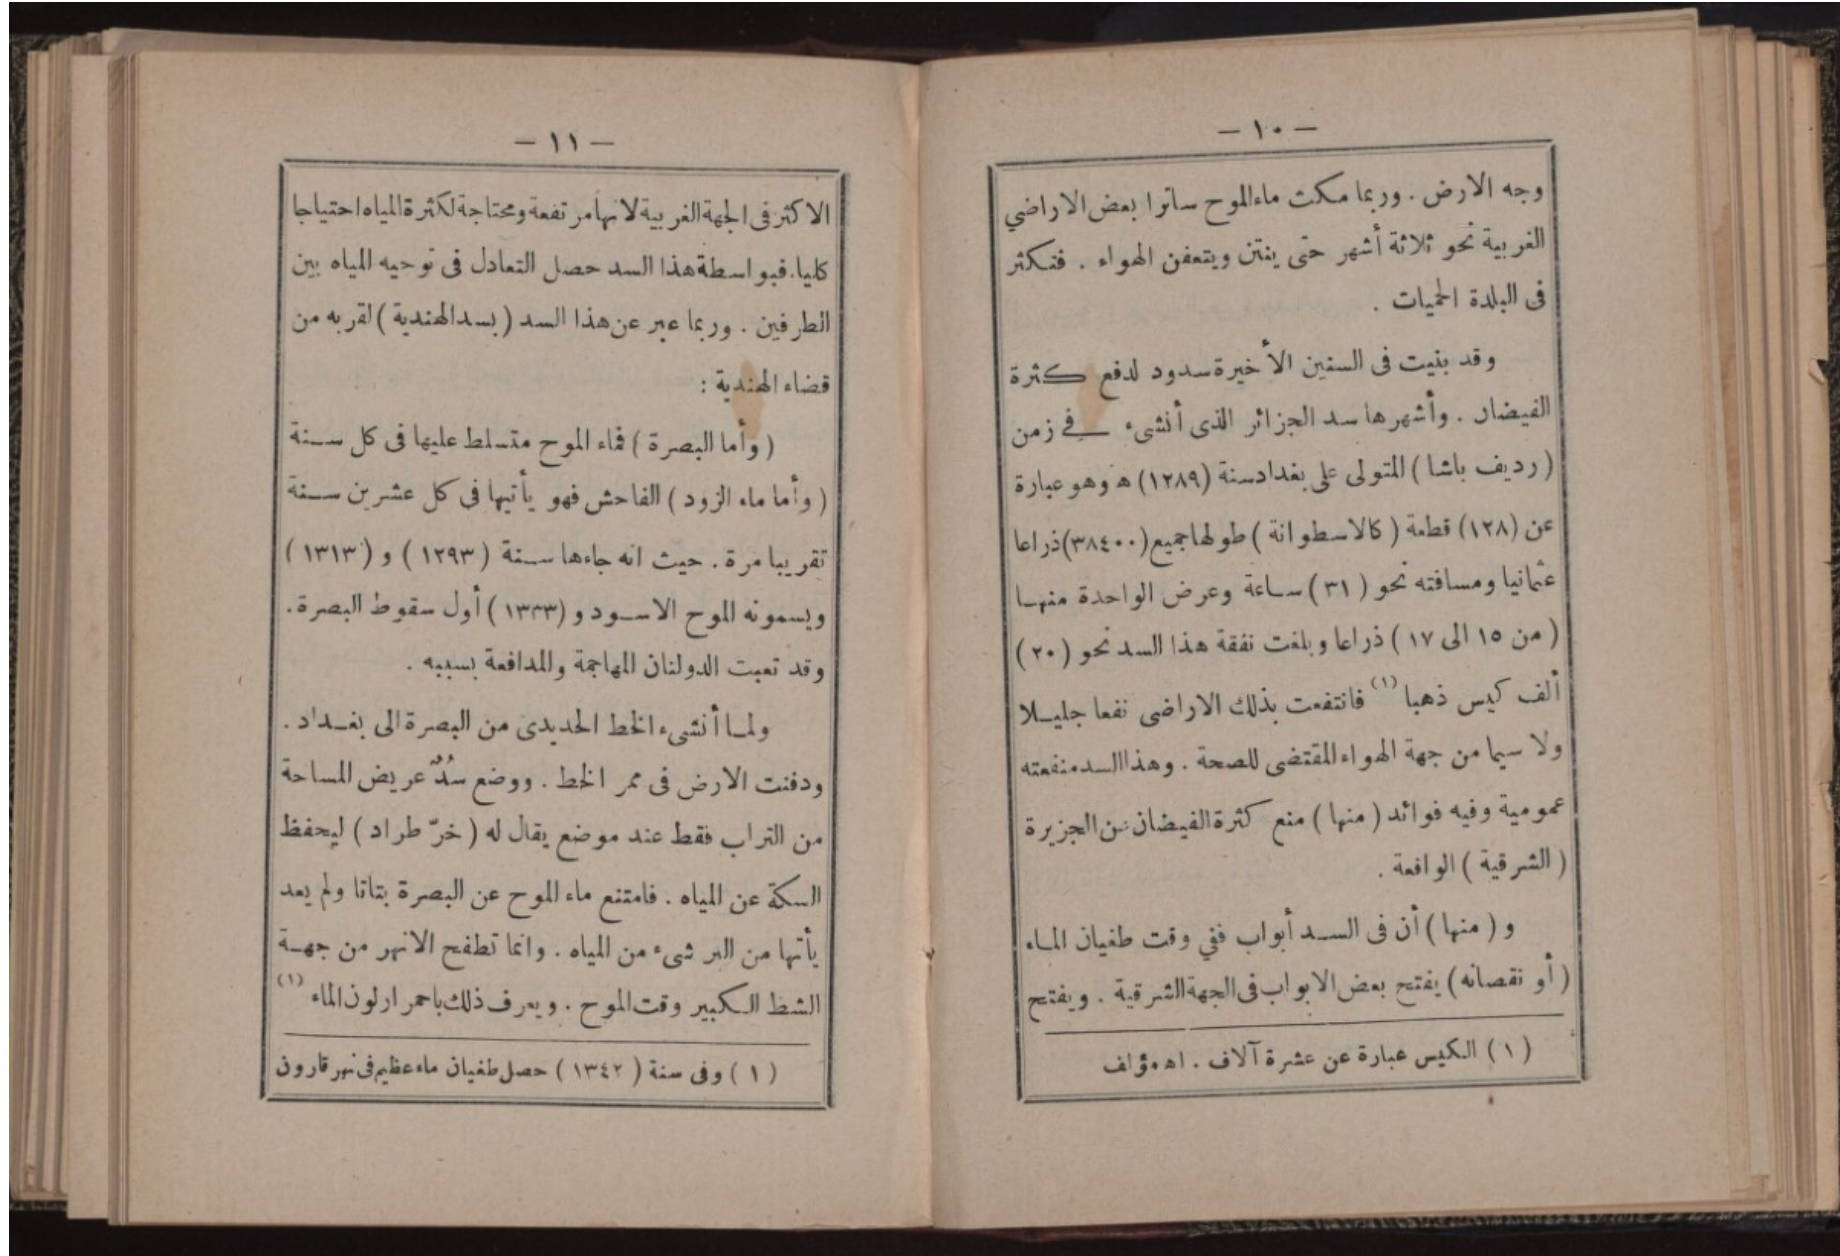 — ١٠ —
وجه الارض . وربما مكث ماء الموح ساترا بعض الاراضي
الغربية نحو ثلاثة أشهر حتى ينتن ويتعفن الهواء . فتكثر
فى البلدة الحميات .
وقد بنيت فى السنين الأخيرة سدود لدفع كثرة
الفيضان . وأشهرها سد الجزائر الذى أنشىء في زمن
( رديف باشا ) المتولى على بغداد سنة (١٢٨٩) ه وهو عبارة
عن (١٢٨) قطعة ( كالاسطوانة ) طولها جميع (٣٨٤٠٠) ذراعا
عثمانيا ومسافته نحو ( ٣١ ) ساعة وعرض الواحدة منها
( من ١٥ الى ١٧ ) ذراعا وبلغت نفقة هذا السد نحو ( ٢٠ )
ألف كيس ذهبا (١) فانتفعت بذلك الاراضى نفعا جليلا
ولا سيما من جهة الهواء المقتضى للصحة . وهذا السد منفعته
عمومية وفيه فوائد ( منها ) منع كثرة الفيضان عن الجزيرة
( الشرقية ) الواقعة .
و ( منها ) أن فى السد أبواب ففي وقت طغيان الماء
( أو نقصانه ) يفتح بعض الابواب فى الجهة الشرقية . ويفتح
( ١ ) الكيس عبارة عن عشرة آلاف . اه مؤلف
— ١١ —
الاكثر فى الجهة الغربية لانها مرتفعة ومحتاجة لكثرة المياه احتياجا
كليا . فبواسطة هذا السد حصل التعادل فى توجيه المياه بين
الطرفين . وربما عبر عن هذا السد ( بسد الهندية ) لقربه من
قضاء الهندية :
( وأما البصرة ) فماء الموح متسلط عليها فى كل سنة
( وأما ماء الزود ) الفاحش فهو يأتيها فى كل عشرين سنة
تقريبا مرة . حيث انه جاءها سنة ( ١٢٩٣ ) و ( ١٣١٣ )
ويسمونه الموح الاسود و ( ١٣٣٣ ) أول سقوط البصرة .
وقد تعبت الدولتان المهاجمة والمدافعة بسببه .
ولما أنشىء الخط الحديدى من البصرة الى بغداد .
ودفنت الارض فى ممر الخط . ووضع سُدٌّ عريض المساحة
من التراب فقط عند موضع يقال له ( خرّ طراد ) ليحفظ
السكة عن المياه . فامتنع ماء الموح عن البصرة بتاتا ولم يعد
يأتها من البر شىء من المياه . وانما تطفح الانهر من جهة
الشط الكبير وقت الموح . ويعرف ذلك باحمرار لون الماء (١)
( ١ ) وفى سنة ( ١٣٤٢ ) حصل طغيان ماء عظيم فى نهر قارون